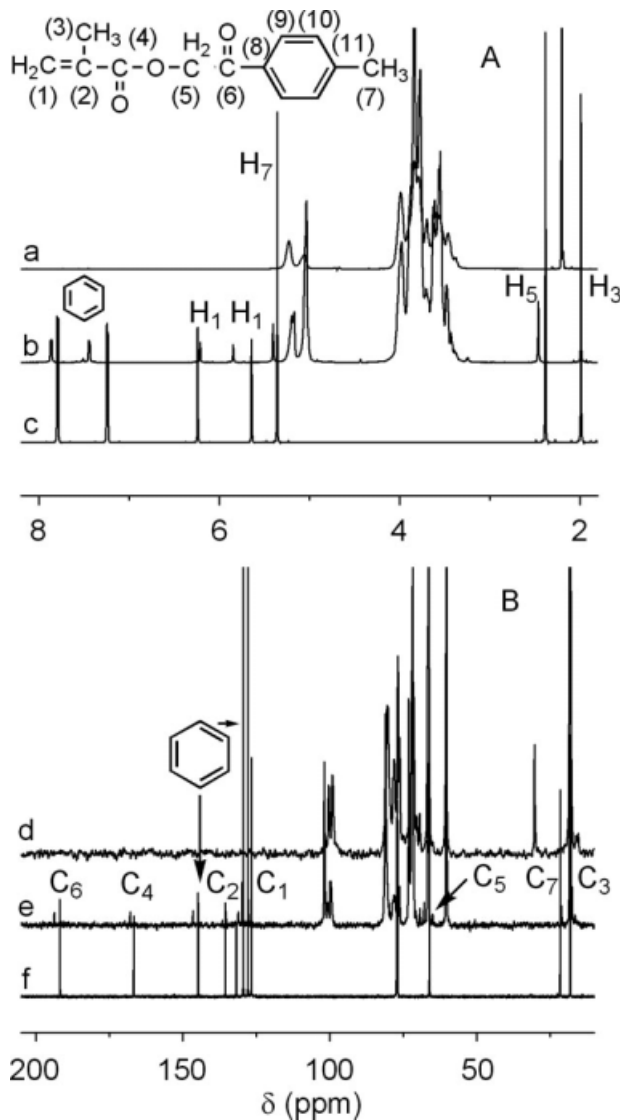 (3) CH₃ (4) H₂ O (8) (9) (10) (11)
H₂C C O C C CH₃
(1) (2) O (5) (6) (7)
A
H₇
a
H₅ H₃
H₁ H₁
b
c
8 6 4 2
B
d
C₆ C₄ C₂ C₁ C₅ C₇ C₃
e
f
200 150 100 50
δ (ppm)